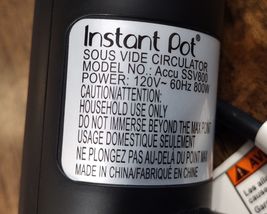 Instant Pot®
SOUS VIDE CIRCULATOR
MODEL NO.: Accu SSV800
POWER: 120V~ 60Hz 800W
CAUTION/ATTENTION:
HOUSEHOLD USE ONLY
DO NOT IMMERSE BEYOND THE MAX POINT
USAGE DOMESTIQUE SEULEMENT
NE PLONGEZ PAS AU-DELA DU POINT MAX
MADE IN CHINA/FABRIQUÉ EN CHINE